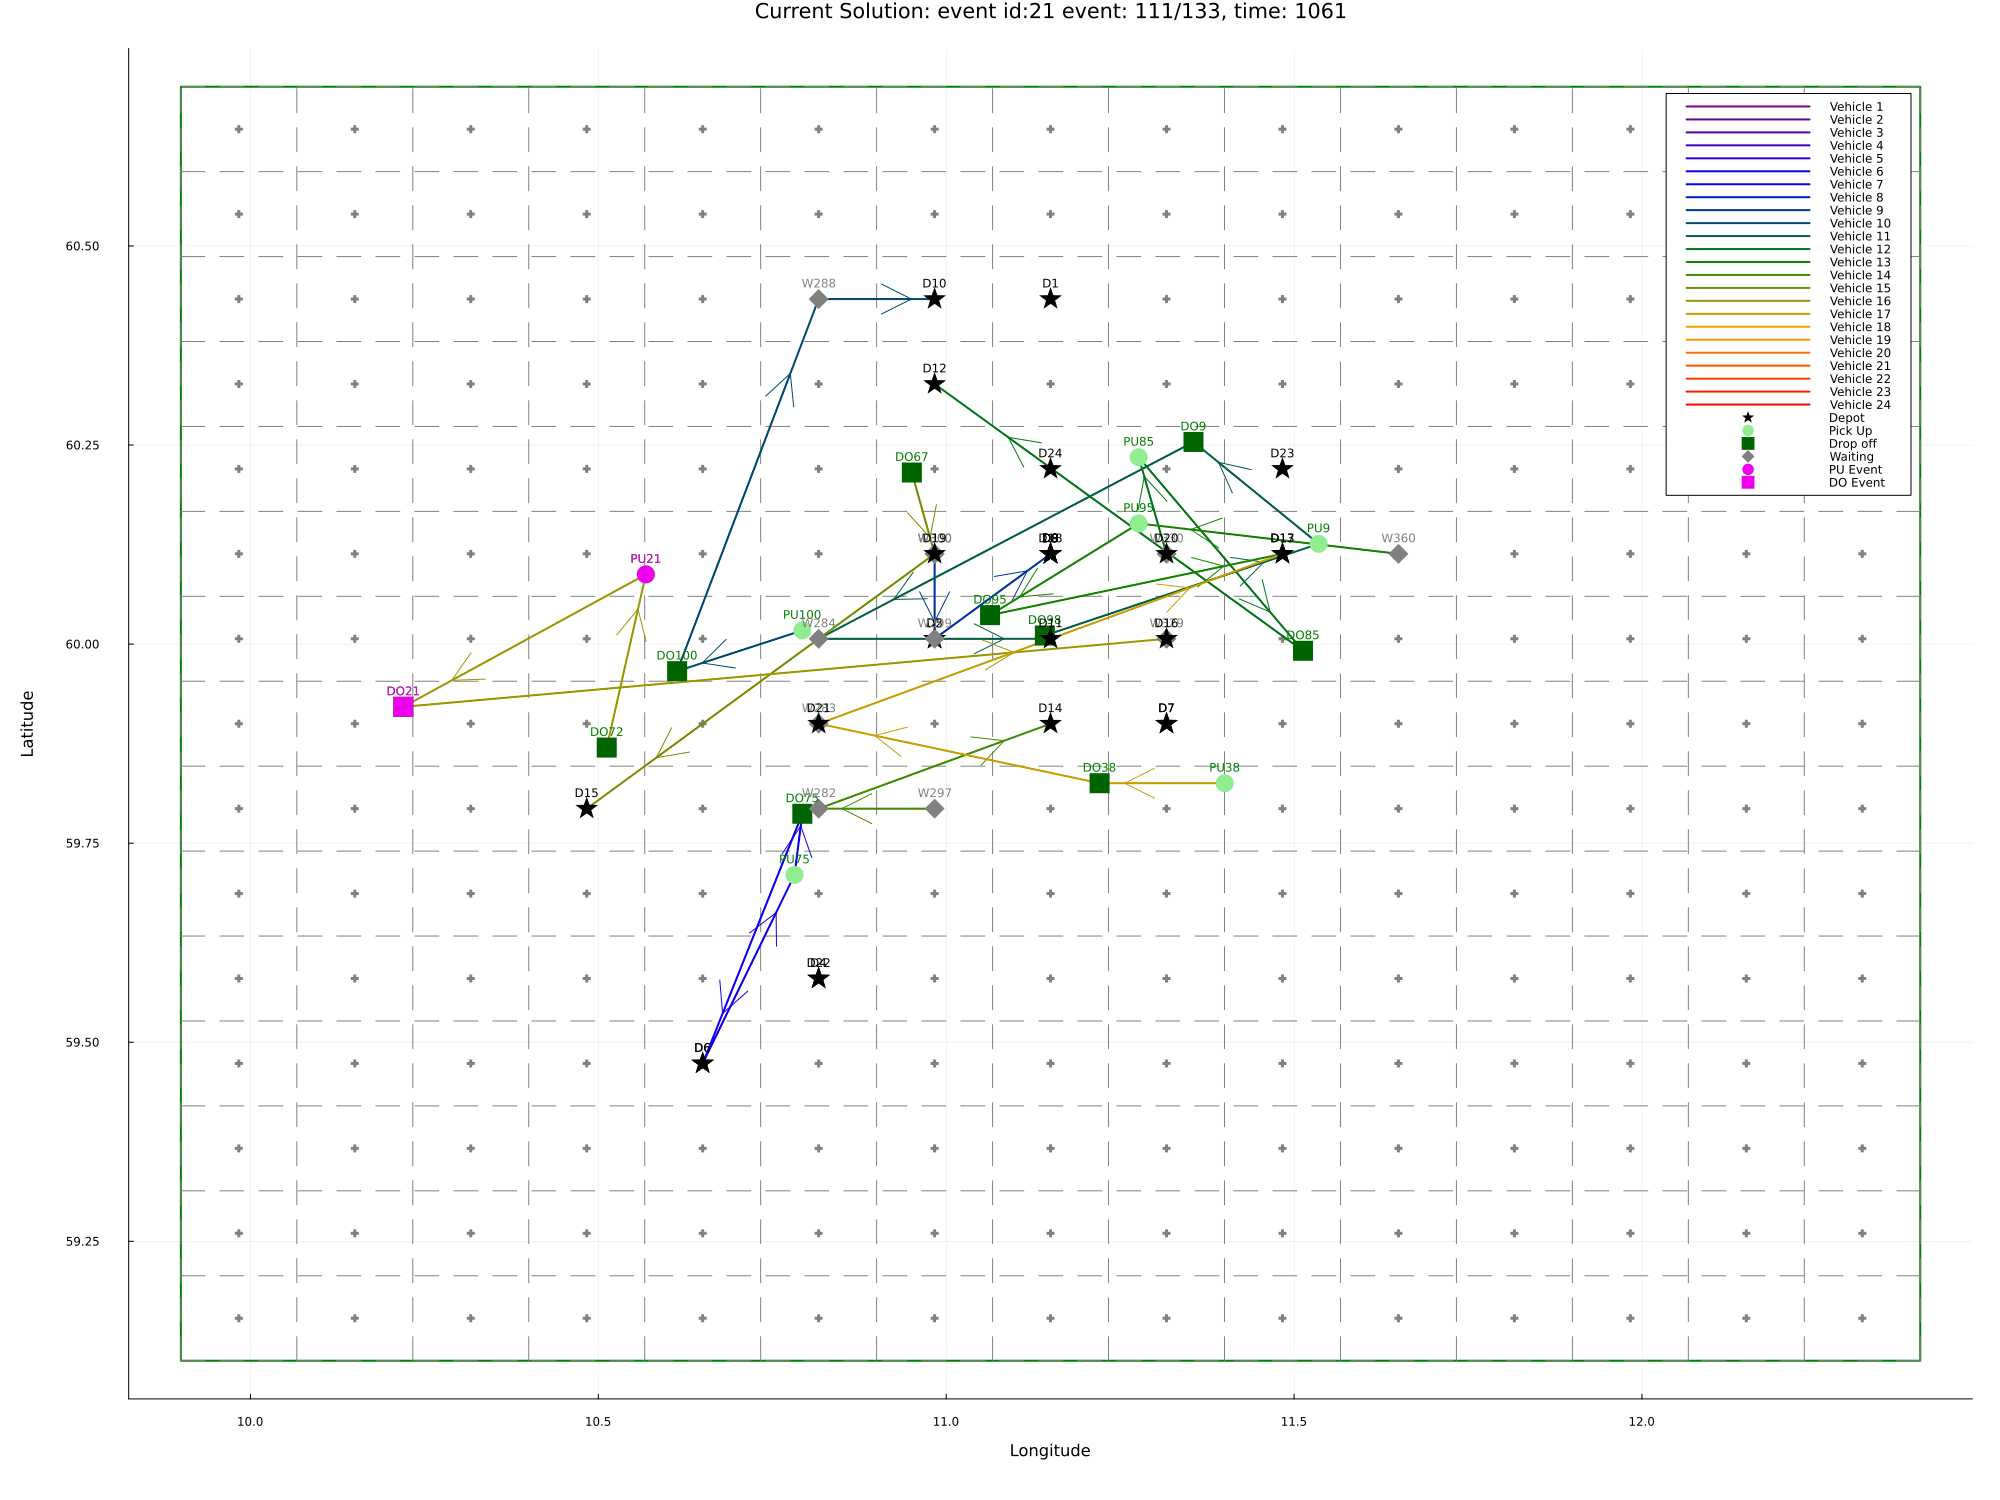 Current Solution: event id:21 event: 111/133, time: 1061
Vehicle 1
Vehicle 2
Vehicle 3
Vehicle 4
Vehicle 5
Vehicle 6
Vehicle 7
Vehicle 8
Vehicle 9
Vehicle 10
Vehicle 11
Vehicle 12
Vehicle 13
Vehicle 14
Vehicle 15
Vehicle 16
Vehicle 17
Vehicle 18
Vehicle 19
Vehicle 20
Vehicle 21
Vehicle 22
Vehicle 23
Vehicle 24
Depot
Pick Up
Drop off
Waiting
PU Event
DO Event
60.50
60.25
60.00
59.75
59.50
59.25
Latitude
W288
D10
D1
D12
DO9
PU85
D24
D23
DO67
PU95
PU9
D19
D20
W360
PU21
DO95
PU100
W284
DO98
D11
D16
DO85
DO100
DO21
D21
D14
D7
DO72
DO38
PU38
D15
DO75
W282
W297
PU75
D22
D6
10.0
10.5
11.0
11.5
12.0
Longitude